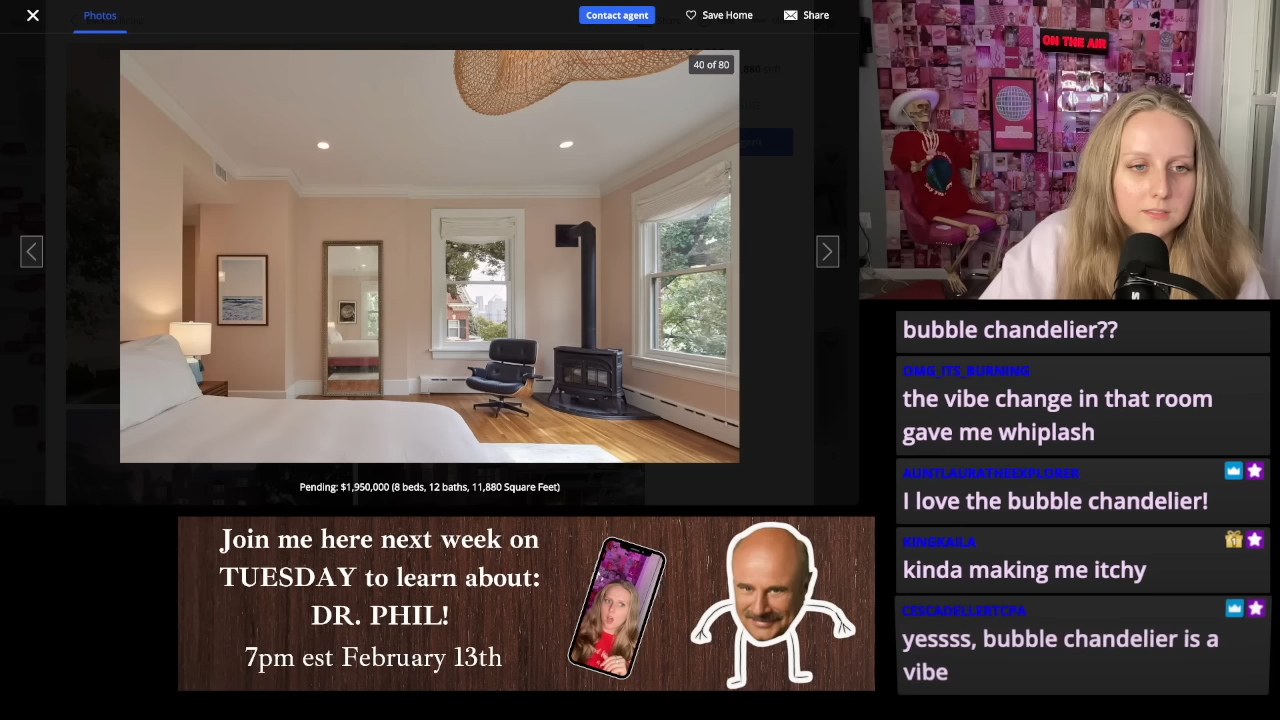 Photos
Contact agent
Save Home
Share
40 of 80
ON THE AIR
Pending: $1,950,000 (8 beds, 12 baths, 11,880 Square Feet)
bubble chandelier??
OMG_ITS_BURNING
the vibe change in that room
gave me whiplash
AUNTLAURATHEEXPLORER
I love the bubble chandelier!
KINGKAILA
kinda making me itchy
CESCADELLERTCPA
yessss, bubble chandelier is a
vibe
Join me here next week on
TUESDAY to learn about:
DR. PHIL!
7pm est February 13th